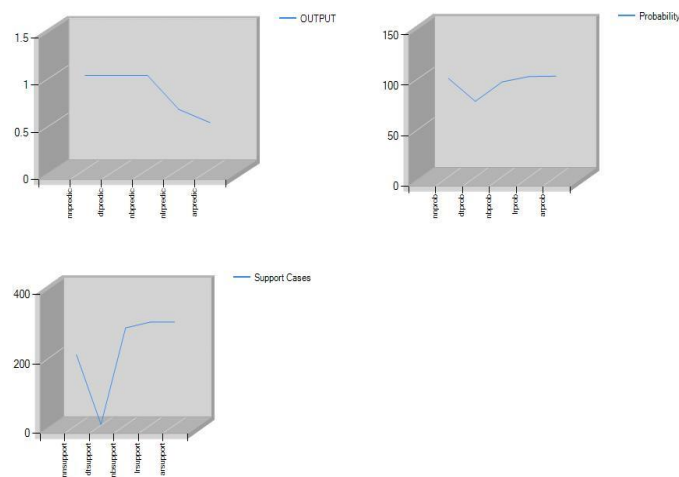 OUTPUT
1.5
1
0.5
0
nnpredic
dtpredic
nbpredic
nlrpredic
arpredic
Probability
150
100
50
0
nnprob
dtprob
nbprob
lrprob
arprob
Support Cases
400
200
0
nnsupport
dtsupport
nbsupport
lrsupport
arsupport